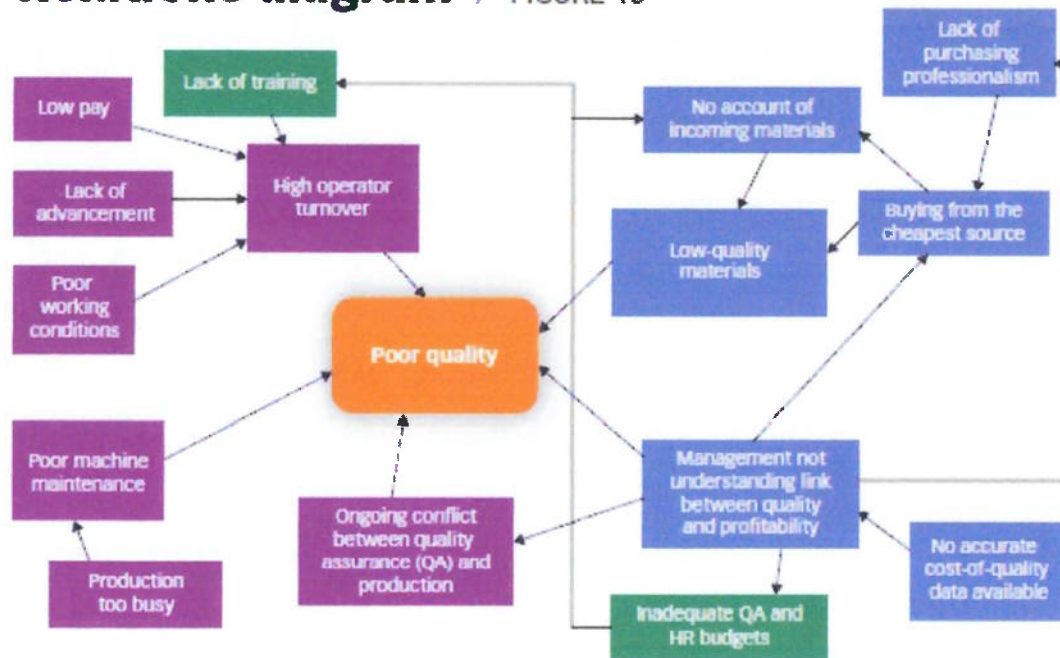 diagram / FIGURE
Lack of
purchasing
professionalism
Lack of training
Low pay
No account of
incoming materials
High operator
turnover
Lack of
advancement
Buying from the
cheapest source
Low-quality
materials
Poor
working
conditions
Poor quality
Poor machine
maintenance
Management not
understanding link
between quality
and profitability
Ongoing conflict
between quality
assurance (QA) and
production
No accurate
cost-of-quality
data available
Production
too busy
Inadequate QA and
HR budgets